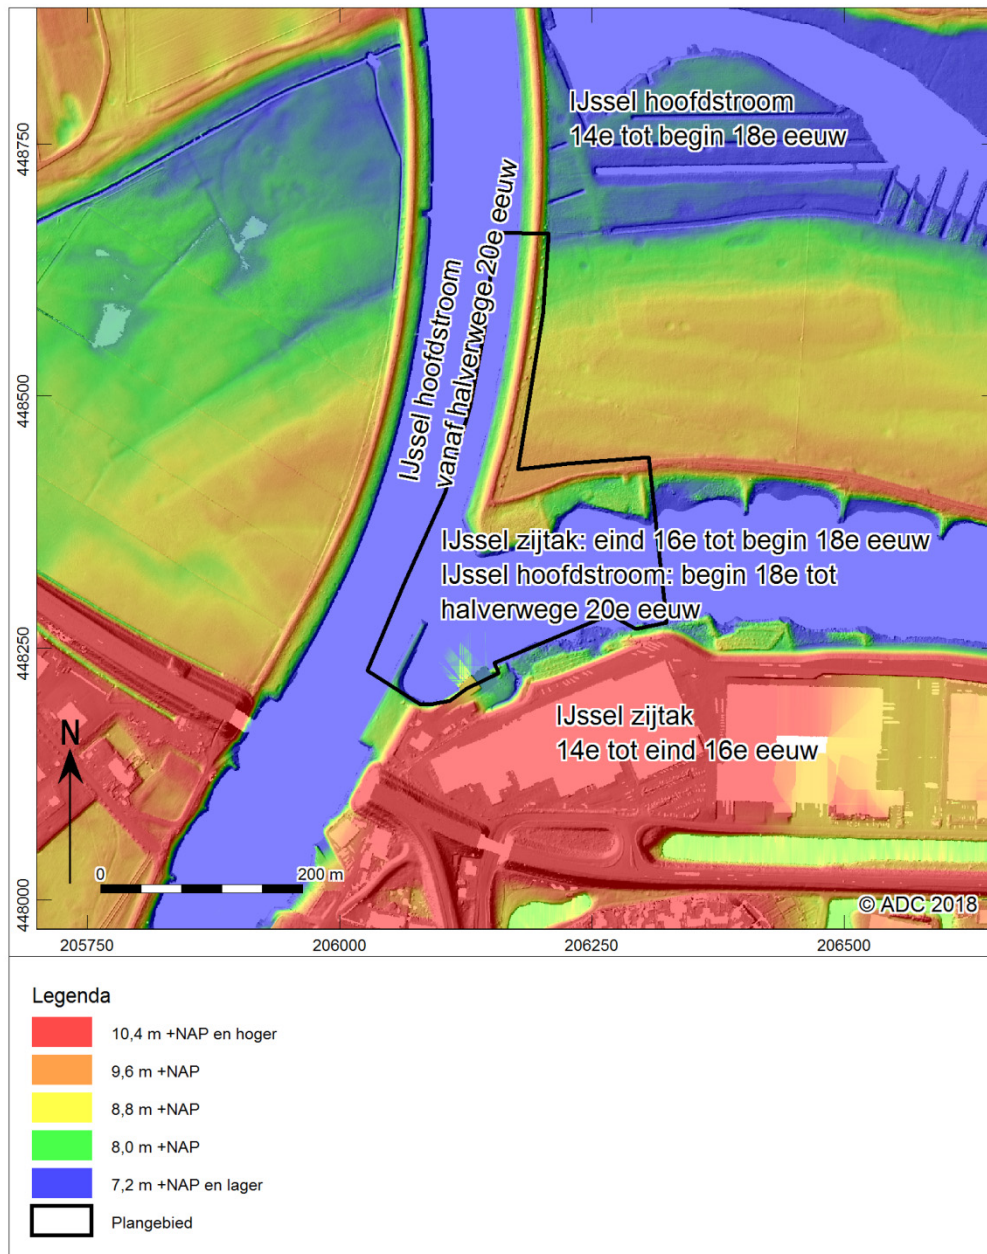 IJssel hoofdstroom
14e tot begin 18e eeuw
448750
IJssel hoofdstroom
vanaf halverwege 20e eeuw
448500
IJssel zijtak: eind 16e tot begin 18e eeuw
IJssel hoofdstroom: begin 18e tot
halverwege 20e eeuw
448250
IJssel zijtak
14e tot eind 16e eeuw
N
0 200 m
448000
© ADC 2018
205750 206000 206250 206500
Legenda
10,4 m +NAP en hoger
9,6 m +NAP
8,8 m +NAP
8,0 m +NAP
7,2 m +NAP en lager
Plangebied